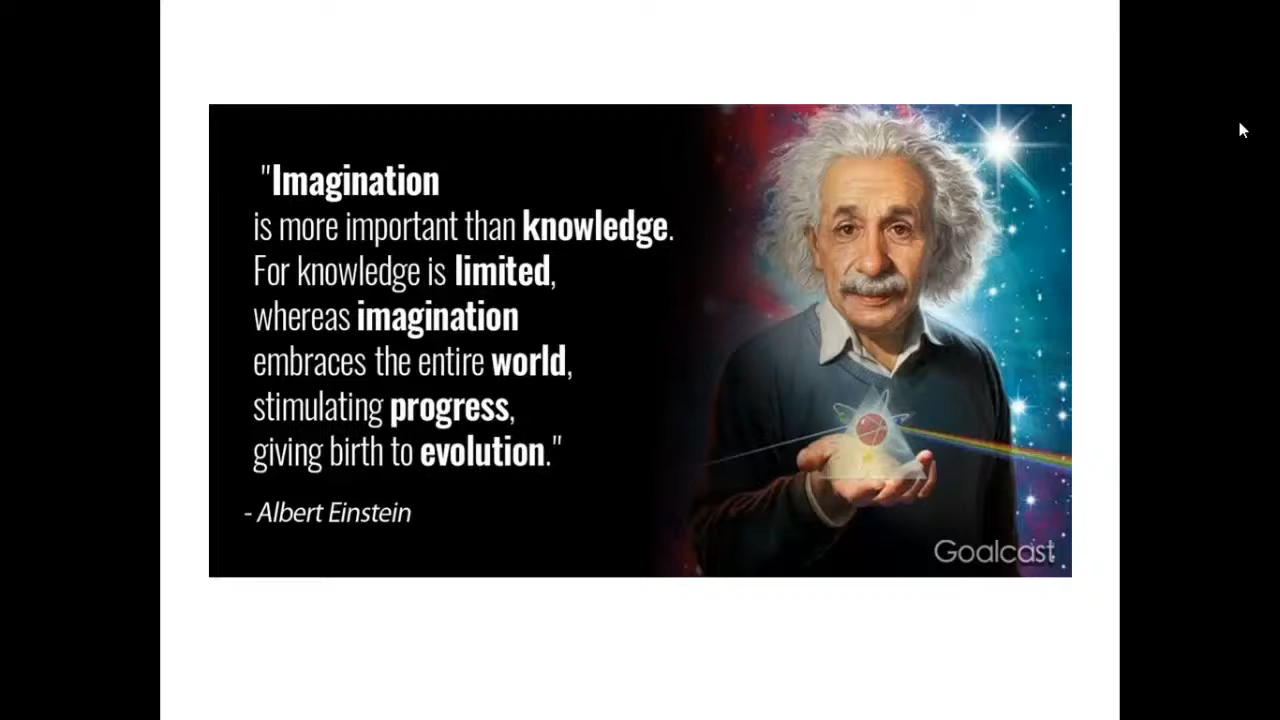 "Imagination
is more important than knowledge.
For knowledge is limited,
whereas imagination
embraces the entire world,
stimulating progress,
giving birth to evolution."
- Albert Einstein
Goalcast